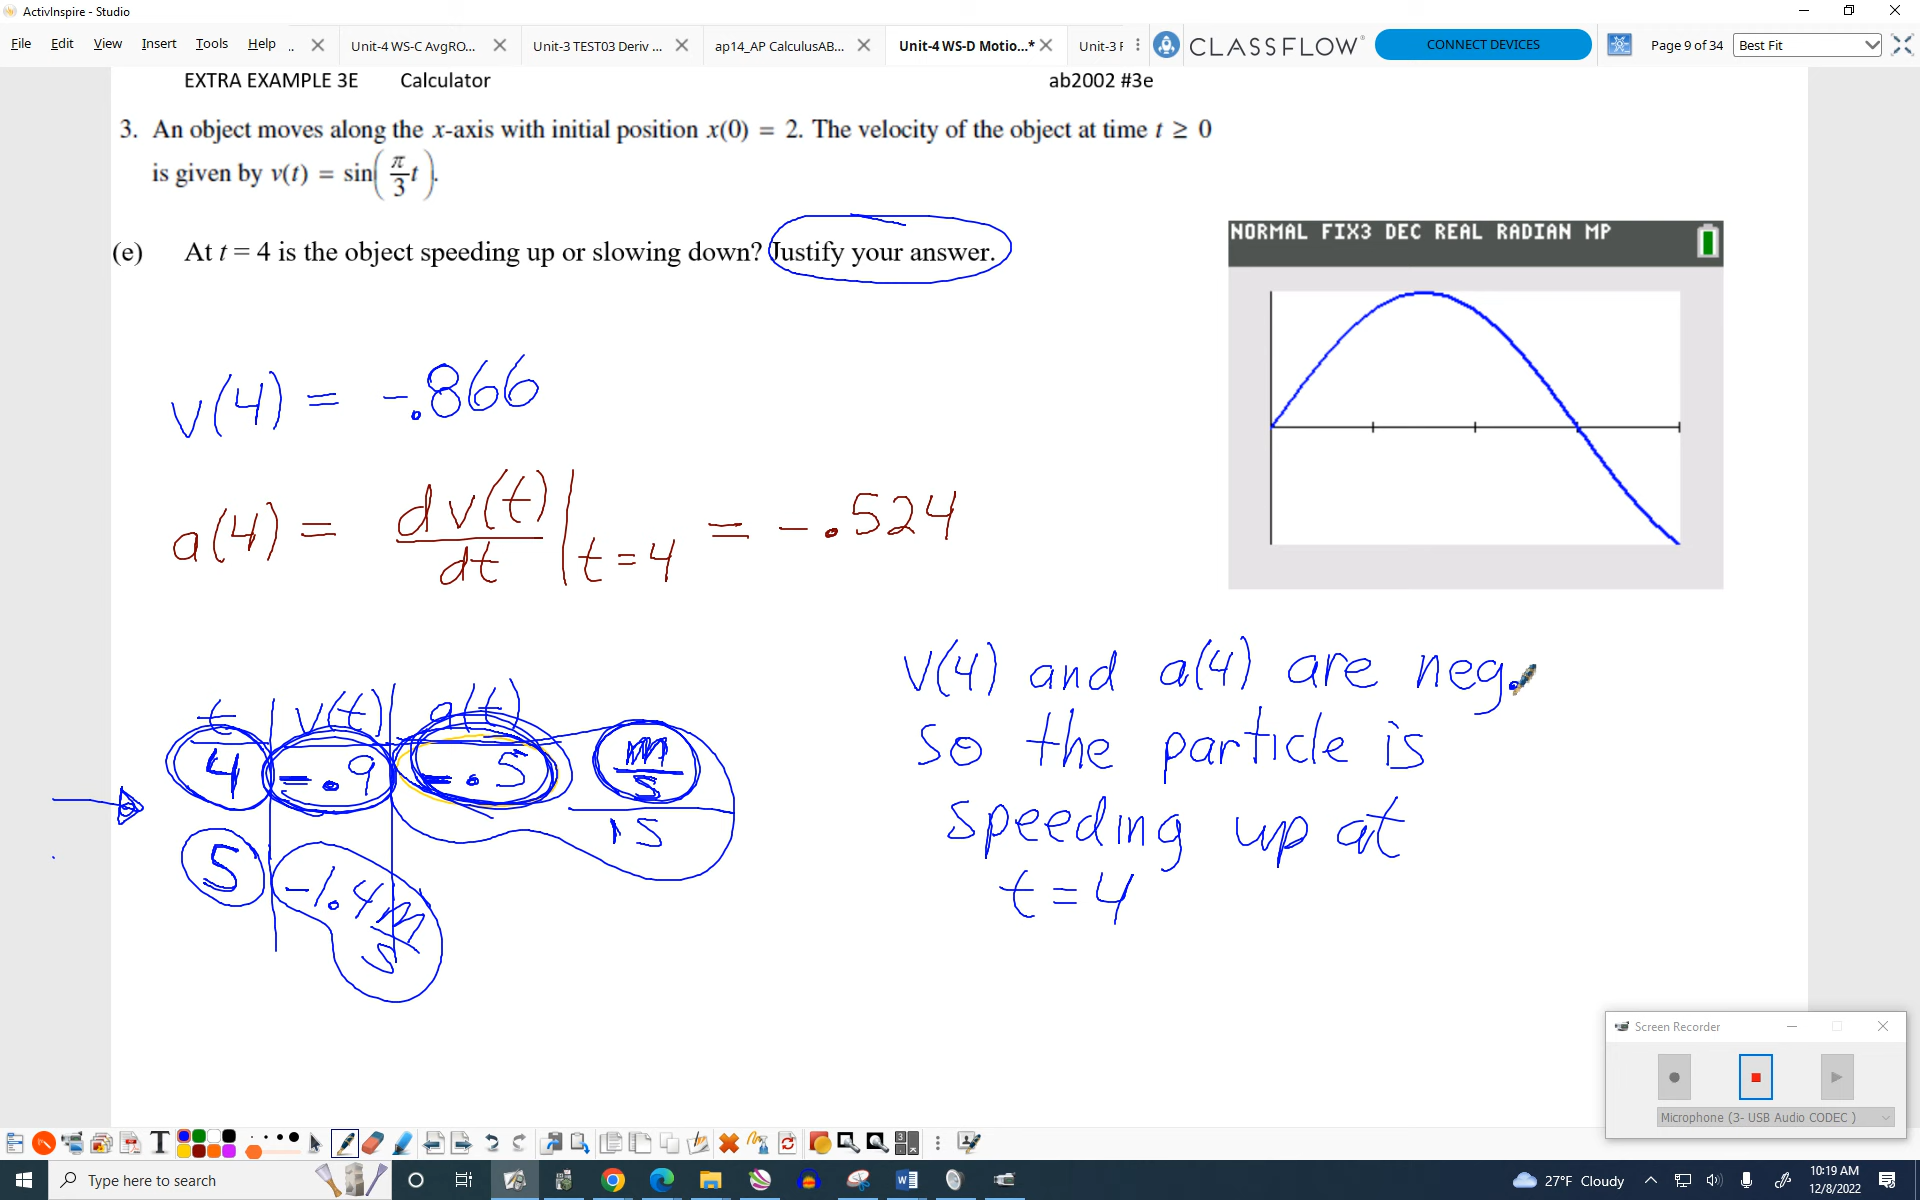 ActivInspire - Studio
File Edit View Insert Tools Help .. Unit-4 WS-C AvgRO... Unit-3 TEST03 Deriv ... ap14_AP CalculusAB... Unit-4 WS-D Motio...* Unit-3 F CLASSFLOW CONNECT DEVICES Page 9 of 34 Best Fit
EXTRA EXAMPLE 3E Calculator ab2002 #3e
3. An object moves along the x-axis with initial position x(0) = 2. The velocity of the object at time t ≥ 0
is given by v(t) = sin(π/3 t).
(e) At t = 4 is the object speeding up or slowing down? Justify your answer.
NORMAL FIX3 DEC REAL RADIAN MP
v(4) = -.866
a(4) = dv(t)/dt | t=4 = -.524
v(4) and a(4) are neg.
so the particle is
speeding up at
t = 4
t v(t) a(t)
4 -.9 -.5 m/s
1s
5 -1.4 m/s
Screen Recorder
Microphone (3- USB Audio CODEC )
Type here to search
27°F Cloudy
10:19 AM
12/8/2022